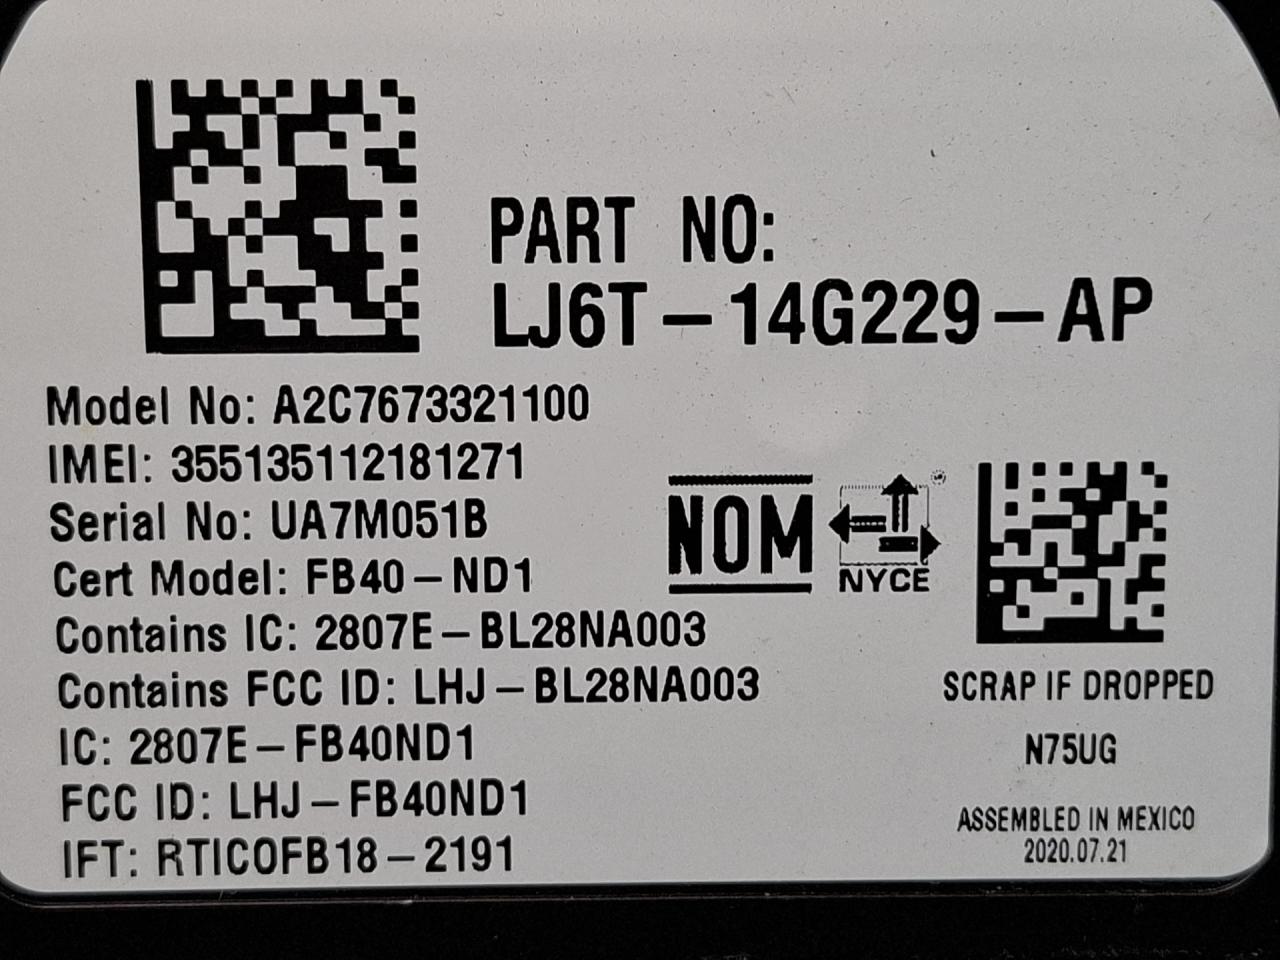 PART NO:
LJ6T-14G229-AP
Model No: A2C7673321100
IMEI: 355135112181271
Serial No: UA7M051B
Cert Model: FB40-ND1
Contains IC: 2807E-BL28NA003
Contains FCC ID: LHJ-BL28NA003
IC: 2807E-FB40ND1
FCC ID: LHJ-FB40ND1
IFT: RTICOFB18-2191
NOM
NYCE
SCRAP IF DROPPED
N75UG
ASSEMBLED IN MEXICO
2020.07.21